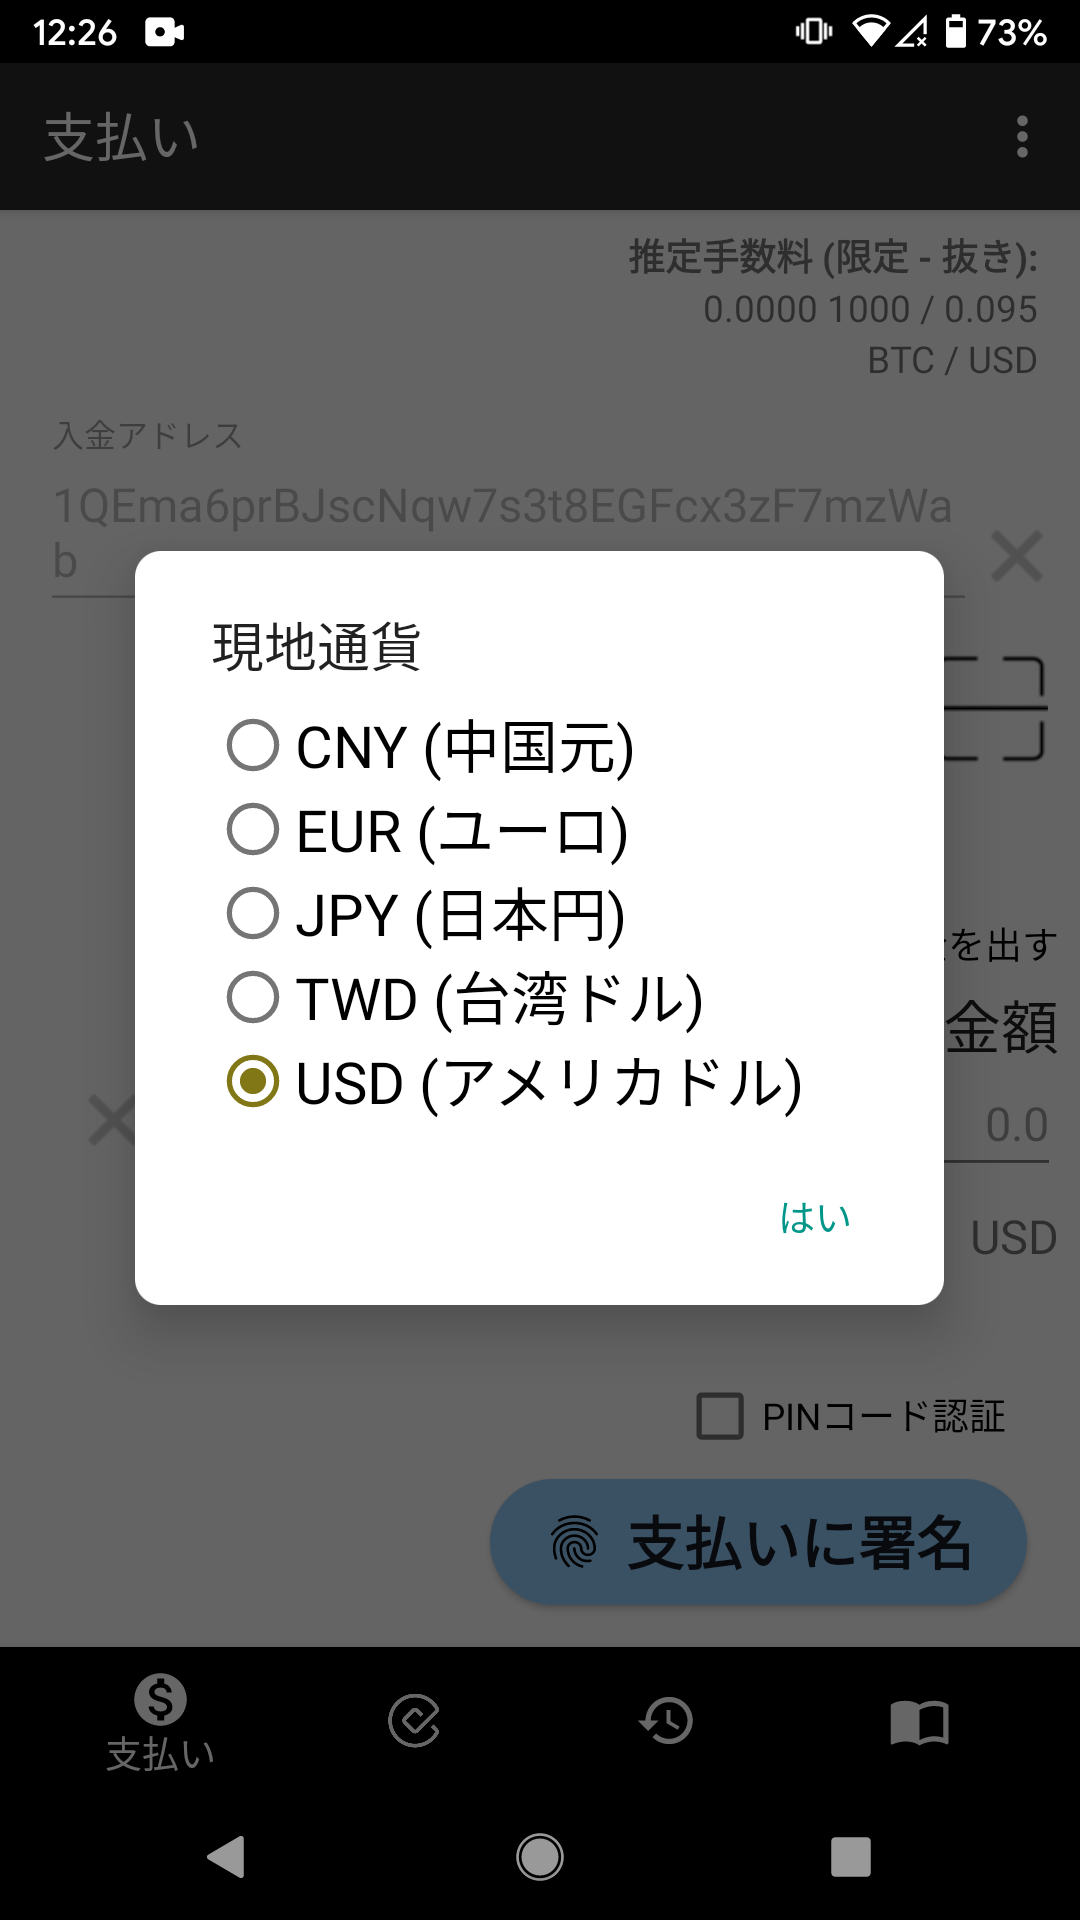 12:26
73%
支払い
推定手数料 (限定 - 抜き):
0.0000 1000 / 0.095
BTC / USD
入金アドレス
1QEma6prBJscNqw7s3t8EGFcx3zF7mzWa
b
現地通貨
CNY (中国元)
EUR (ユーロ)
JPY (日本円)
TWD (台湾ドル)
USD (アメリカドル)
はい
を出す
金額
0.0
USD
PINコード認証
支払いに署名
支払い